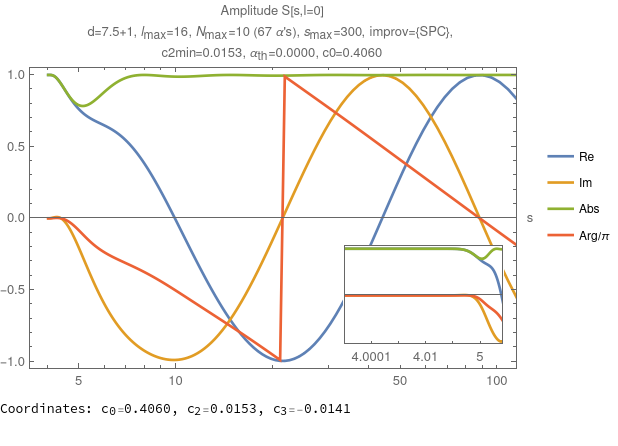 Amplitude S[s,l=0]
d=7.5+1, lmax=16, Nmax=10 (67 α's), smax=300, improv={SPC},
c2min=0.0153, αth=0.0000, c0=0.4060
1.0
0.5
0.0
−0.5
−1.0
5
10
50
100
s
4.0001
4.01
5
Re
Im
Abs
Arg/π
Coordinates: c0=0.4060, c2=0.0153, c3=-0.0141